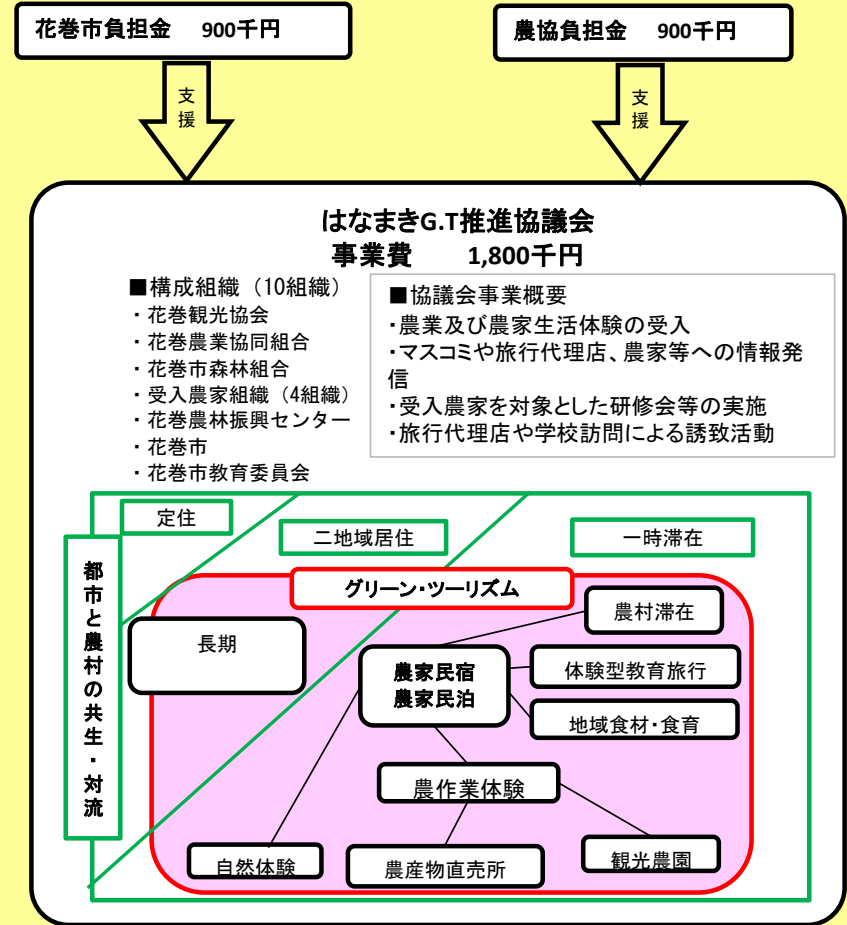 花巻市負担金　900千円
農協負担金　900千円
支援
支援
はなまきG.T推進協議会
事業費　　1,800千円
■構成組織（10組織）
・花巻観光協会
・花巻農業協同組合
・花巻市森林組合
・受入農家組織（4組織）
・花巻農林振興センター
・花巻市
・花巻市教育委員会
■協議会事業概要
・農業及び農家生活体験の受入
・マスコミや旅行代理店、農家等への情報発
信
・受入農家を対象とした研修会等の実施
・旅行代理店や学校訪問による誘致活動
定住
二地域居住
一時滞在
都市と農村の共生・対流
グリーン・ツーリズム
長期
農家民宿
農家民泊
農村滞在
体験型教育旅行
地域食材・食育
農作業体験
自然体験
農産物直売所
観光農園